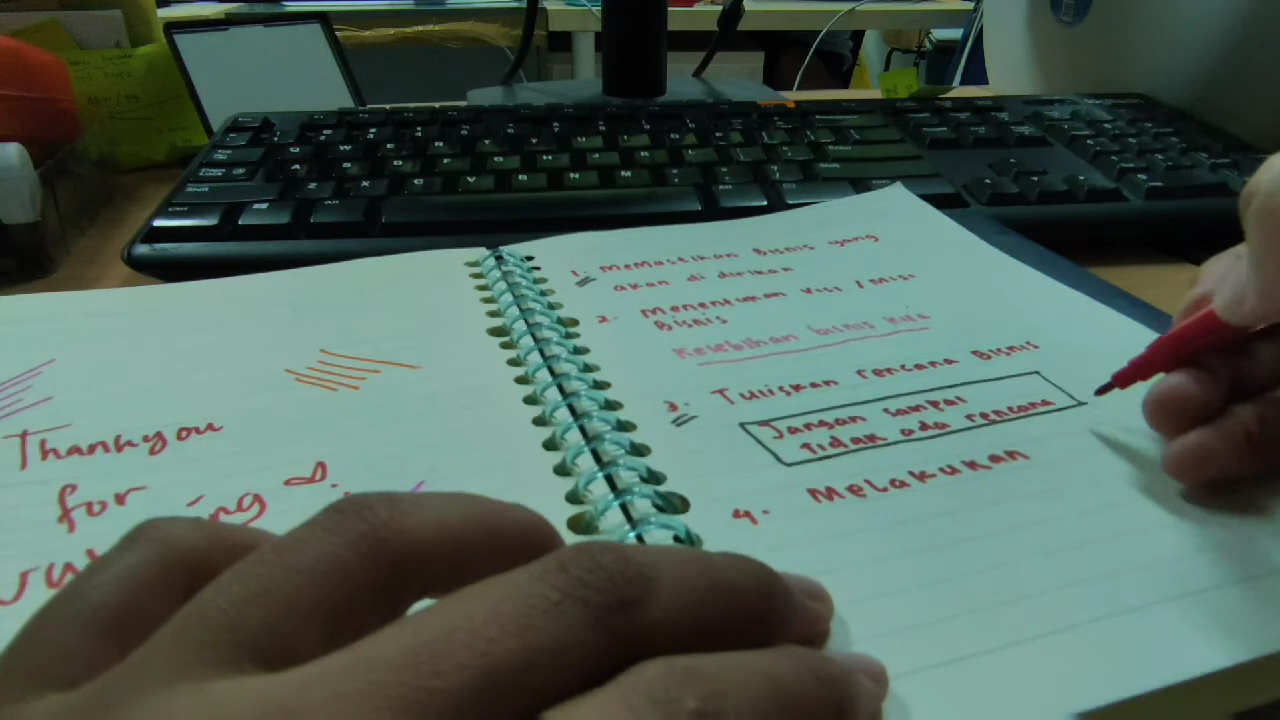 Thankyou
for
1. Memastikan Bisnis yang
akan di dirikan
2. Menentukan Visi / Misi
Bisnis
Kelebihan bisnis kita
3. Tuliskan rencana Bisnis
Jangan sampai
tidak ada rencana
4. Melakukan